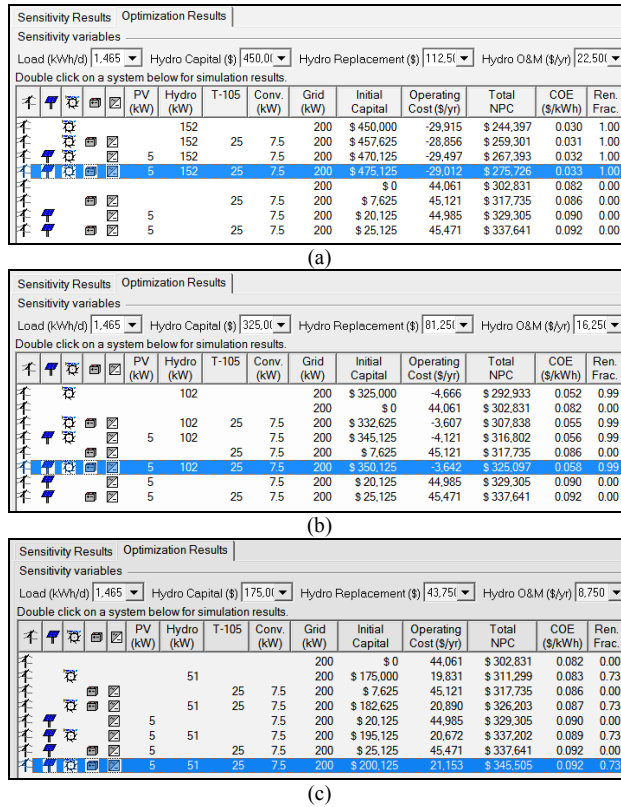 Sensitivity Results Optimization Results
Sensitivity variables
Load (kWh/d) 1,465 Hydro Capital ($) 450,0( Hydro Replacement ($) 112,5( Hydro O&M ($/yr) 22,500
Double click on a system below for simulation results.
PV (kW) Hydro (kW) T-105 Conv. (kW) Grid (kW) Initial Capital Operating Cost ($/yr) Total NPC COE ($/kWh) Ren. Frac.
152 200 $ 450,000 -29,915 $ 244,397 0.030 1.00
152 25 7.5 200 $ 457,625 -28,856 $ 259,301 0.031 1.00
5 152 7.5 200 $ 470,125 -29,497 $ 267,393 0.032 1.00
5 152 25 7.5 200 $ 475,125 -29,012 $ 275,726 0.033 1.00
200 $ 0 44,061 $ 302,831 0.082 0.00
25 7.5 200 $ 7,625 45,121 $ 317,735 0.086 0.00
5 7.5 200 $ 20,125 44,985 $ 329,305 0.090 0.00
5 25 7.5 200 $ 25,125 45,471 $ 337,641 0.092 0.00
(a)
Sensitivity Results Optimization Results
Sensitivity variables
Load (kWh/d) 1,465 Hydro Capital ($) 325,0( Hydro Replacement ($) 81,25( Hydro O&M ($/yr) 16,25(
Double click on a system below for simulation results.
PV (kW) Hydro (kW) T-105 Conv. (kW) Grid (kW) Initial Capital Operating Cost ($/yr) Total NPC COE ($/kWh) Ren. Frac.
102 200 $ 325,000 -4,666 $ 292,933 0.052 0.99
200 $ 0 44,061 $ 302,831 0.082 0.00
102 25 7.5 200 $ 332,625 -3,607 $ 307,838 0.055 0.99
5 102 7.5 200 $ 345,125 -4,121 $ 316,802 0.056 0.99
25 7.5 200 $ 7,625 45,121 $ 317,735 0.086 0.00
5 102 25 7.5 200 $ 350,125 -3,642 $ 325,097 0.058 0.99
5 7.5 200 $ 20,125 44,985 $ 329,305 0.090 0.00
5 25 7.5 200 $ 25,125 45,471 $ 337,641 0.092 0.00
(b)
Sensitivity Results Optimization Results
Sensitivity variables
Load (kWh/d) 1,465 Hydro Capital ($) 175,0( Hydro Replacement ($) 43,75( Hydro O&M ($/yr) 8,750
Double click on a system below for simulation results.
PV (kW) Hydro (kW) T-105 Conv. (kW) Grid (kW) Initial Capital Operating Cost ($/yr) Total NPC COE ($/kWh) Ren. Frac.
200 $ 0 44,061 $ 302,831 0.082 0.00
51 200 $ 175,000 19,831 $ 311,299 0.083 0.73
25 7.5 200 $ 7,625 45,121 $ 317,735 0.086 0.00
51 25 7.5 200 $ 182,625 20,890 $ 326,203 0.087 0.73
5 7.5 200 $ 20,125 44,985 $ 329,305 0.090 0.00
5 51 7.5 200 $ 195,125 20,672 $ 337,202 0.089 0.73
5 25 7.5 200 $ 25,125 45,471 $ 337,641 0.092 0.00
5 51 25 7.5 200 $ 200,125 21,153 $ 345,505 0.092 0.73
(c)